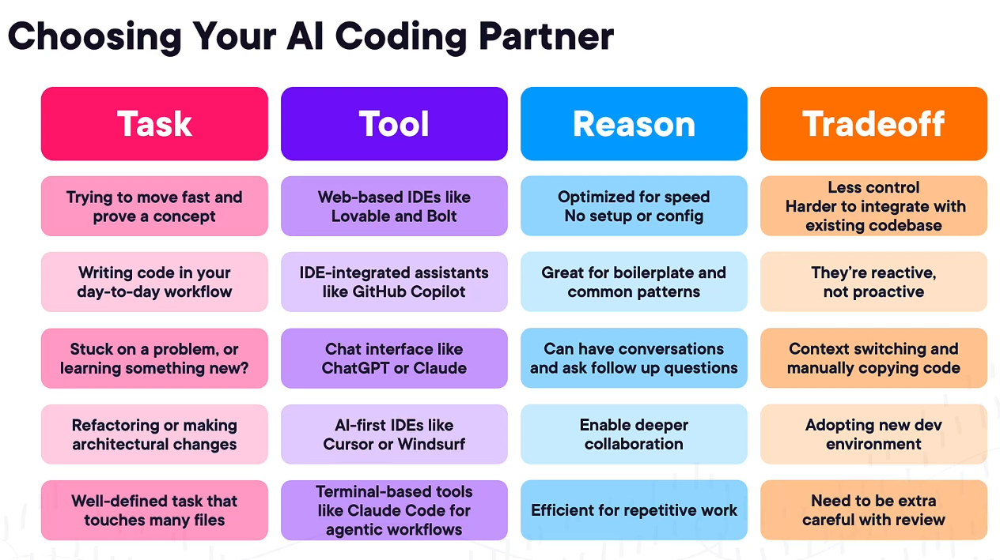 Choosing Your AI Coding Partner
Task
Tool
Reason
Tradeoff
Trying to move fast and
prove a concept
Web-based IDEs like
Lovable and Bolt
Optimized for speed
No setup or config
Less control
Harder to integrate with
existing codebase
Writing code in your
day-to-day workflow
IDE-integrated assistants
like GitHub Copilot
Great for boilerplate and
common patterns
They’re reactive,
not proactive
Stuck on a problem, or
learning something new?
Chat interface like
ChatGPT or Claude
Can have conversations
and ask follow up questions
Context switching and
manually copying code
Refactoring or making
architectural changes
AI-first IDEs like
Cursor or Windsurf
Enable deeper
collaboration
Adopting new dev
environment
Well-defined task that
touches many files
Terminal-based tools
like Claude Code for
agentic workflows
Efficient for repetitive work
Need to be extra
careful with review